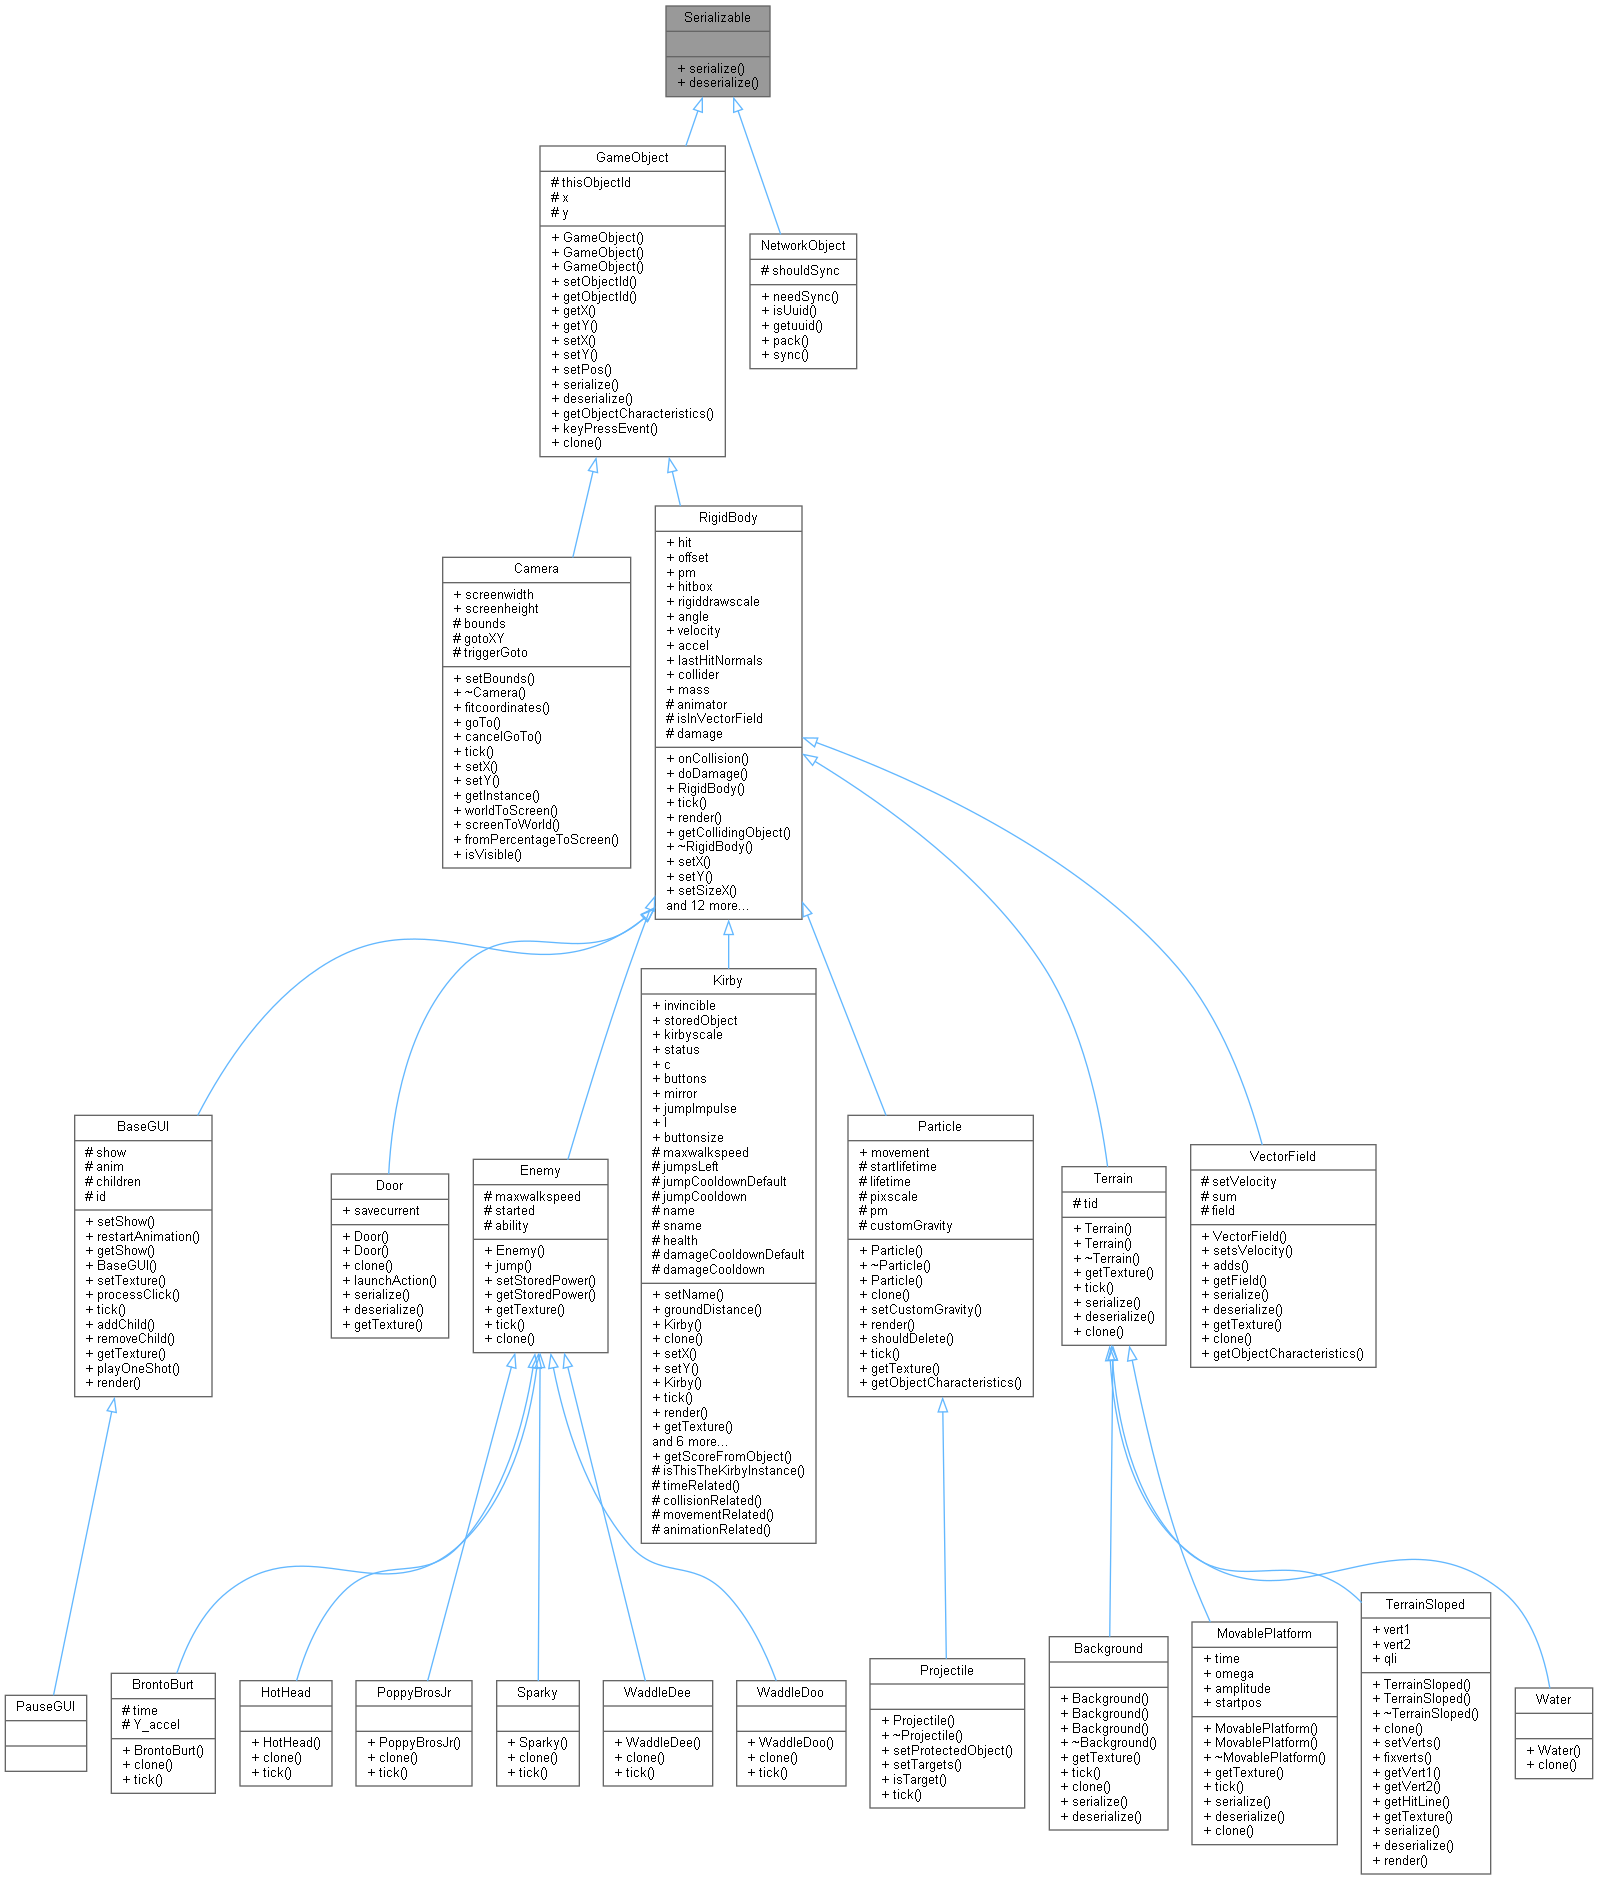 Serializable
+ serialize()
+ deserialize()
GameObject
# thisObjectId
# x
# y
+ GameObject()
+ GameObject()
+ GameObject()
+ setObjectId()
+ getObjectId()
+ getX()
+ getY()
+ setX()
+ setY()
+ setPos()
+ serialize()
+ deserialize()
+ getObjectCharacteristics()
+ keyPressEvent()
+ clone()
NetworkObject
# shouldSync
+ needSync()
+ isUuid()
+ getuuid()
+ pack()
+ sync()
Camera
+ screenwidth
+ screenheight
# bounds
# gotoXY
# triggerGoto
+ setBounds()
+ ~Camera()
+ fitcoordinates()
+ goTo()
+ cancelGoTo()
+ tick()
+ setX()
+ setY()
+ getInstance()
+ worldToScreen()
+ screenToWorld()
+ fromPercentageToScreen()
+ isVisible()
RigidBody
+ hit
+ offset
+ pm
+ hitbox
+ rigiddrawscale
+ angle
+ velocity
+ accel
+ lastHitNormals
+ collider
+ mass
# animator
# isInVectorField
# damage
+ onCollision()
+ doDamage()
+ RigidBody()
+ tick()
+ render()
+ getCollidingObject()
+ ~RigidBody()
+ setX()
+ setY()
+ setSizeX()
and 12 more...
BaseGUI
# show
# anim
# children
# id
+ setShow()
+ restartAnimation()
+ getShow()
+ BaseGUI()
+ setTexture()
+ processClick()
+ tick()
+ addChild()
+ removeChild()
+ getTexture()
+ playOneShot()
+ render()
Door
+ savecurrent
+ Door()
+ Door()
+ clone()
+ launchAction()
+ serialize()
+ deserialize()
+ getTexture()
Enemy
# maxwalkspeed
# started
# ability
+ Enemy()
+ jump()
+ setStoredPower()
+ getStoredPower()
+ getTexture()
+ tick()
+ clone()
Kirby
+ invincible
+ storedObject
+ kirbyscale
+ status
+ c
+ buttons
+ mirror
+ jumpImpulse
+ l
+ buttonsize
# maxwalkspeed
# jumpsLeft
# jumpCooldownDefault
# jumpCooldown
# name
# sname
# health
# damageCooldownDefault
# damageCooldown
+ setName()
+ groundDistance()
+ Kirby()
+ clone()
+ setX()
+ setY()
+ Kirby()
+ tick()
+ render()
+ getTexture()
and 6 more...
+ getScoreFromObject()
# isThisTheKirbyInstance()
# timeRelated()
# collisionRelated()
# movementRelated()
# animationRelated()
Particle
+ movement
# startlifetime
# lifetime
# pixscale
# pm
# customGravity
+ Particle()
+ ~Particle()
+ Particle()
+ clone()
+ setCustomGravity()
+ render()
+ shouldDelete()
+ tick()
+ getTexture()
+ getObjectCharacteristics()
Terrain
# tid
+ Terrain()
+ Terrain()
+ ~Terrain()
+ getTexture()
+ tick()
+ serialize()
+ deserialize()
+ clone()
VectorField
# setVelocity
# sum
# field
+ VectorField()
+ setsVelocity()
+ adds()
+ getField()
+ serialize()
+ deserialize()
+ getTexture()
+ clone()
+ getObjectCharacteristics()
PauseGUI
BrontoBurt
# time
# Y_accel
+ BrontoBurt()
+ clone()
+ tick()
HotHead
+ HotHead()
+ clone()
+ tick()
PoppyBrosJr
+ PoppyBrosJr()
+ clone()
+ tick()
Sparky
+ Sparky()
+ clone()
+ tick()
WaddleDee
+ WaddleDee()
+ clone()
+ tick()
WaddleDoo
+ WaddleDoo()
+ clone()
+ tick()
Projectile
+ Projectile()
+ ~Projectile()
+ setProtectedObject()
+ setTargets()
+ isTarget()
+ tick()
Background
+ Background()
+ Background()
+ Background()
+ ~Background()
+ getTexture()
+ tick()
+ clone()
+ serialize()
+ deserialize()
MovablePlatform
+ time
+ omega
+ amplitude
+ startpos
+ MovablePlatform()
+ MovablePlatform()
+ ~MovablePlatform()
+ getTexture()
+ tick()
+ serialize()
+ deserialize()
+ clone()
TerrainSloped
+ vert1
+ vert2
+ qli
+ TerrainSloped()
+ TerrainSloped()
+ ~TerrainSloped()
+ clone()
+ setVerts()
+ fixverts()
+ getVert1()
+ getVert2()
+ getHitLine()
+ getTexture()
+ serialize()
+ deserialize()
+ render()
Water
+ Water()
+ clone()